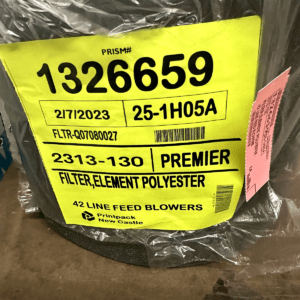 PRISM#
1326659
2/7/2023 25-1H05A
FLTR-Q07080027
2313-130 PREMIER
FILTER,ELEMENT POLYESTER
42 LINE FEED BLOWERS
Printpack
New Castle